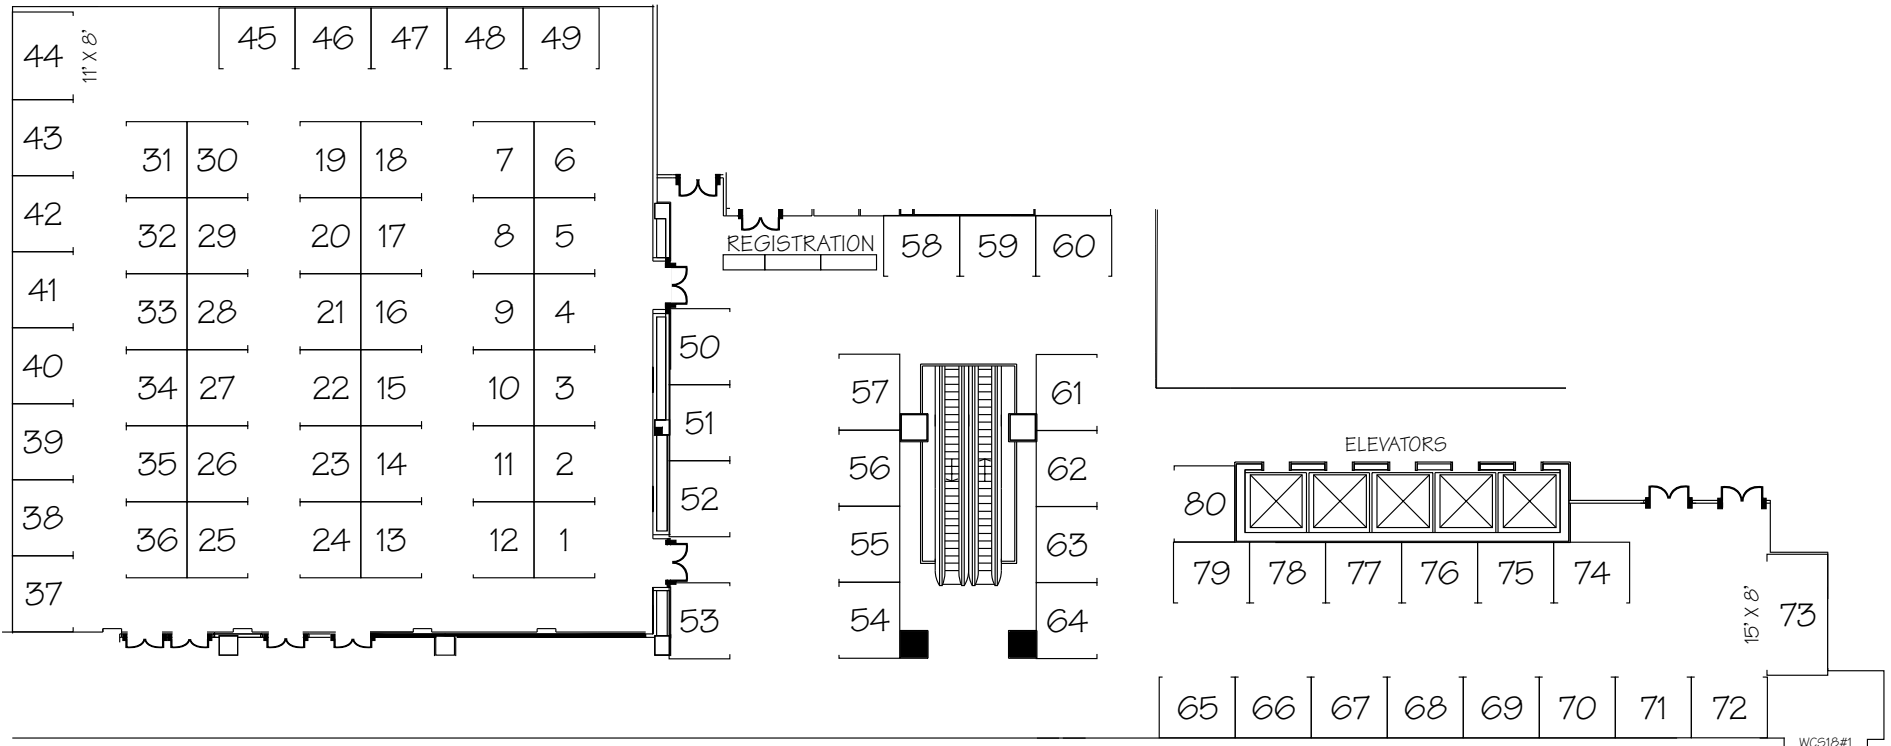 45 46 47 48 49
44 11' X 8'
43
31 30 19 18 7 6
42
32 29 20 17 8 5
REGISTRATION 58 59 60
41
33 28 21 16 9 4
50
40
34 27 22 15 10 3
57 61
51
39
ELEVATORS
35 26 23 14 11 2
56 62
52
80
38
36 25 24 13 12 1
55 63
79 78 77 76 75 74
37
53
54 64
15' X 8' 73
65 66 67 68 69 70 71 72
WCS18#1